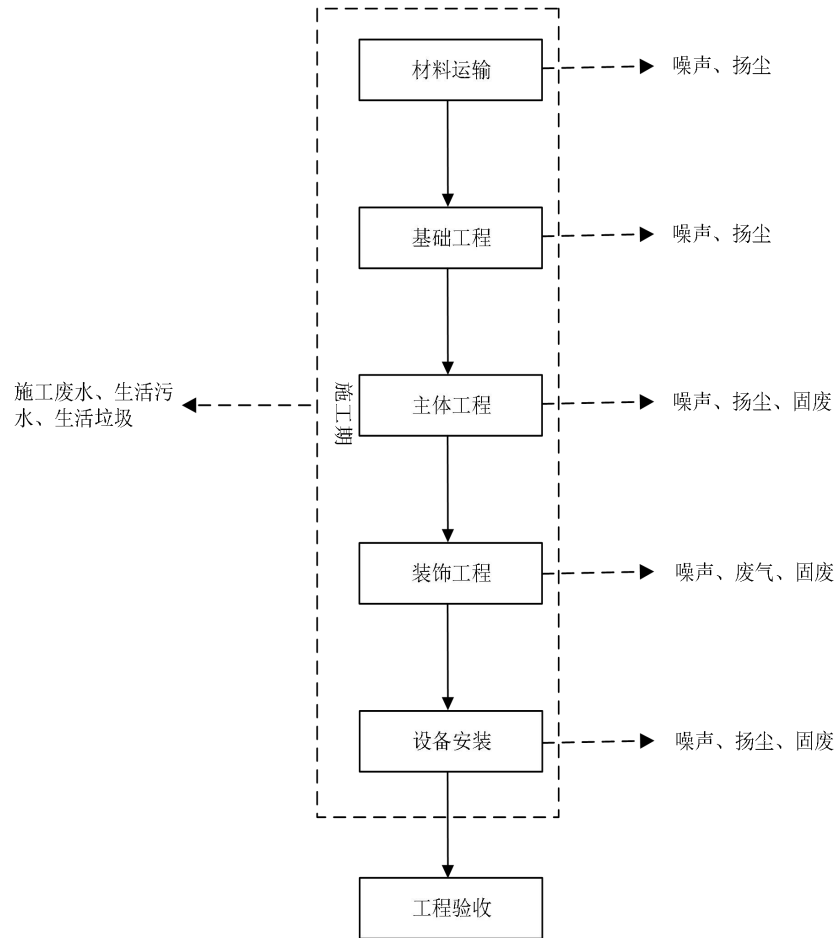 材料运输
噪声、扬尘
基础工程
噪声、扬尘
施工废水、生活污
水、生活垃圾
施工期
主体工程
噪声、扬尘、固废
装饰工程
噪声、废气、固废
设备安装
噪声、扬尘、固废
工程验收